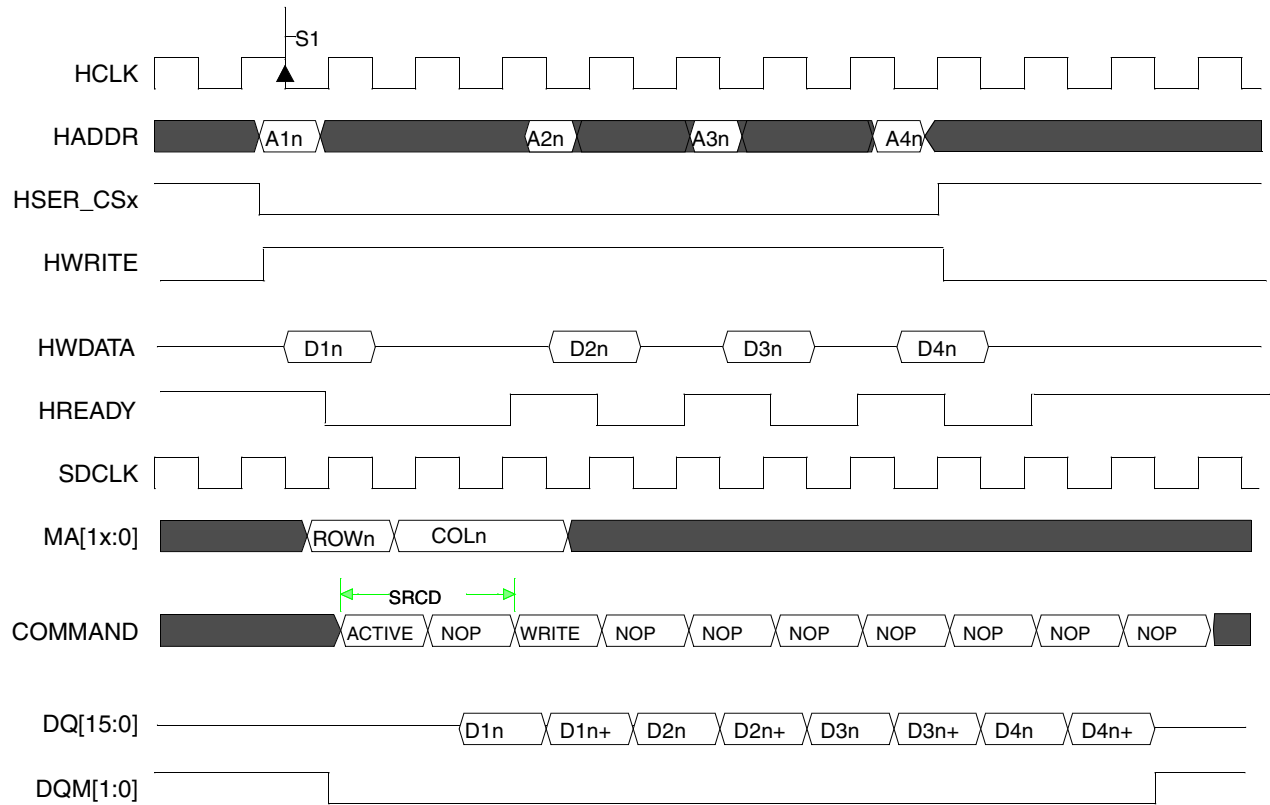 S1
HCLK
HADDR A1n A2n A3n A4n
HSER_CSx
HWRITE
HWDATA D1n D2n D3n D4n
HREADY
SDCLK
MA[1x:0] ROWn COLn
SRCD
COMMAND ACTIVE NOP WRITE NOP NOP NOP NOP NOP NOP NOP
DQ[15:0] D1n D1n+ D2n D2n+ D3n D3n+ D4n D4n+
DQM[1:0]